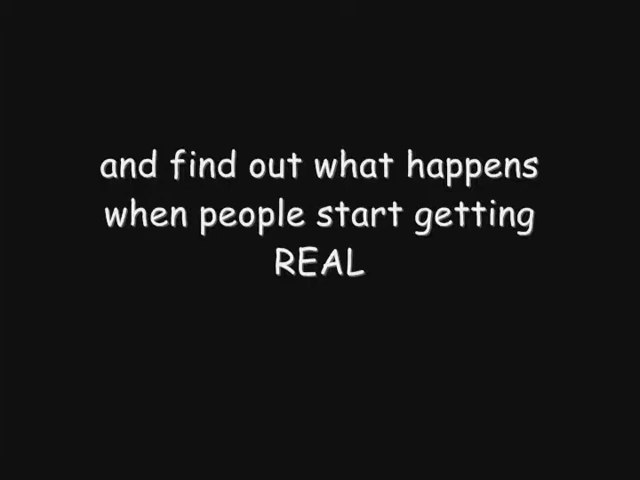 and find out what happens
when people start getting
REAL